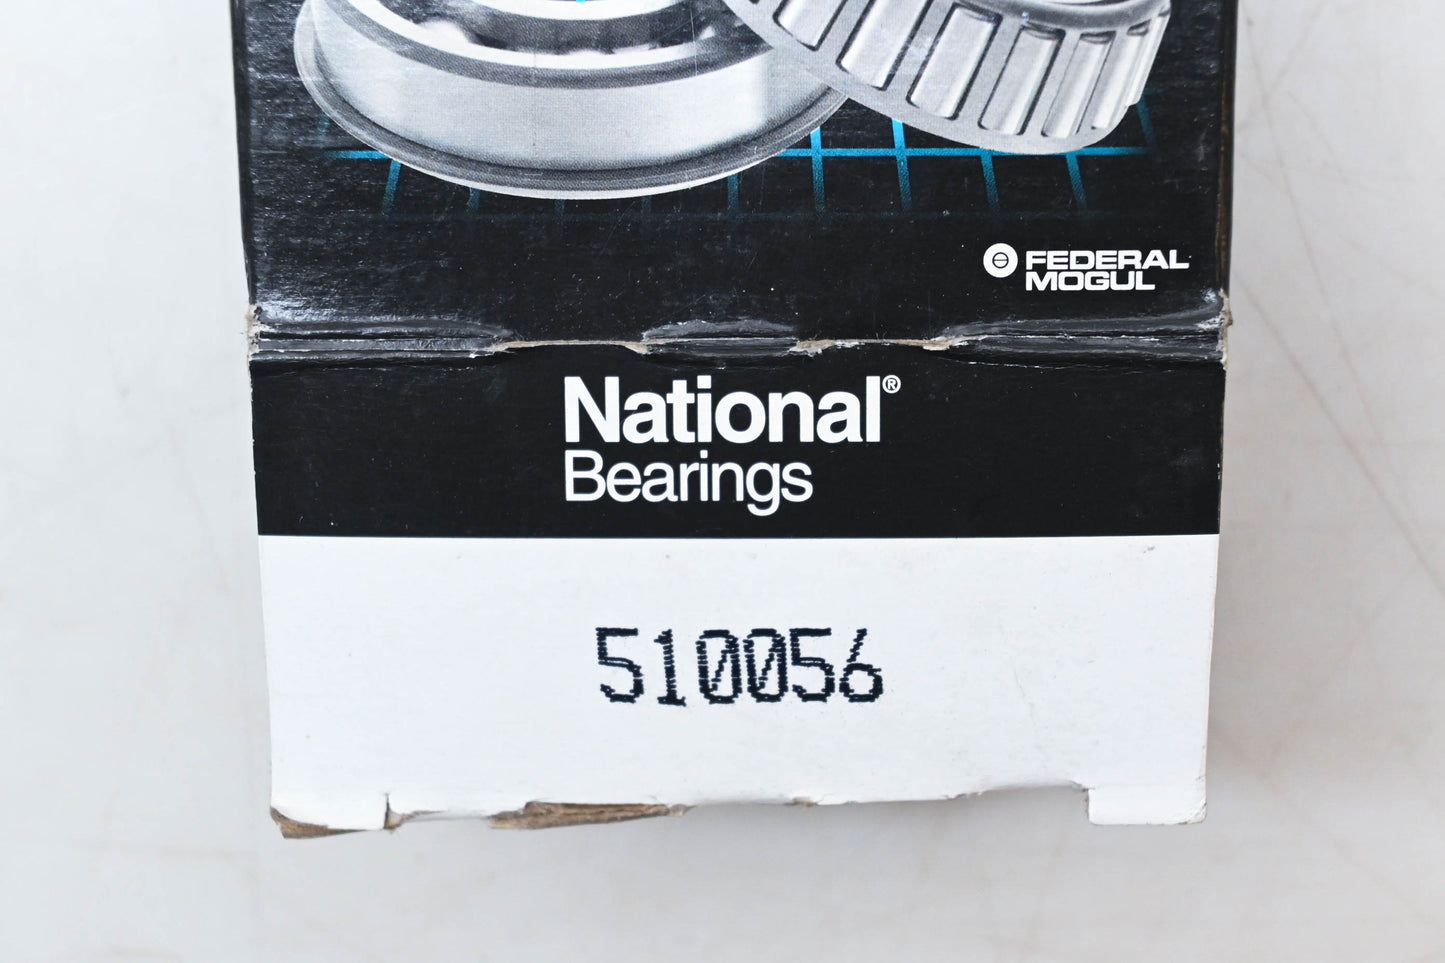 FEDERAL
MOGUL
National®
Bearings
510056